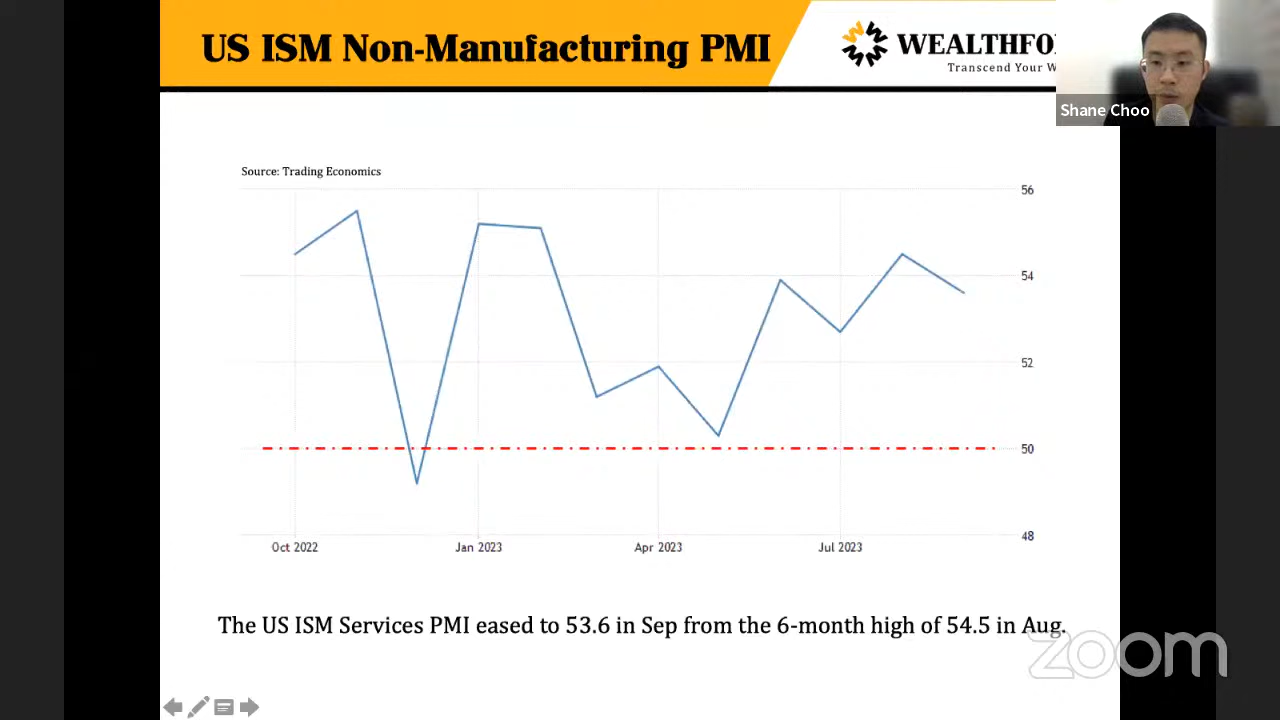 US ISM Non-Manufacturing PMI
WEALTHFO
Transcend Your W
Shane Choo
Source: Trading Economics
56
54
52
50
48
Oct 2022
Jan 2023
Apr 2023
Jul 2023
The US ISM Services PMI eased to 53.6 in Sep from the 6-month high of 54.5 in Aug.
zoom